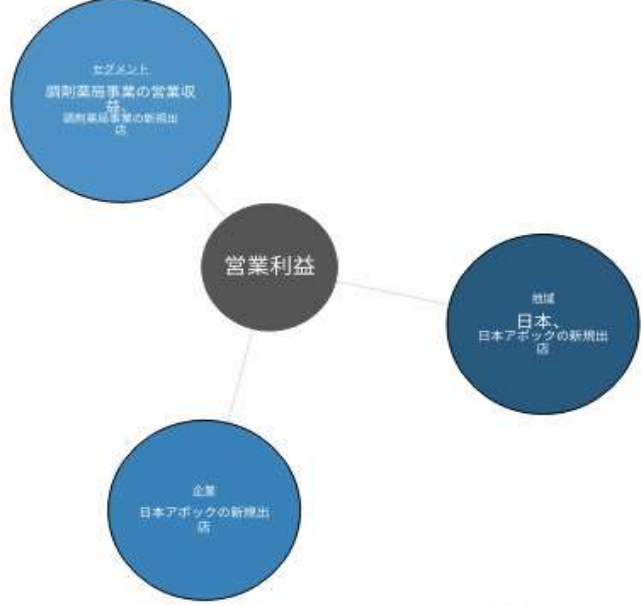 セグメント
調剤薬局事業の営業収
益、
調剤薬局事業の新規出
店
営業利益
地域
日本、
日本アポックの新規出
店
企業
日本アポックの新規出
店